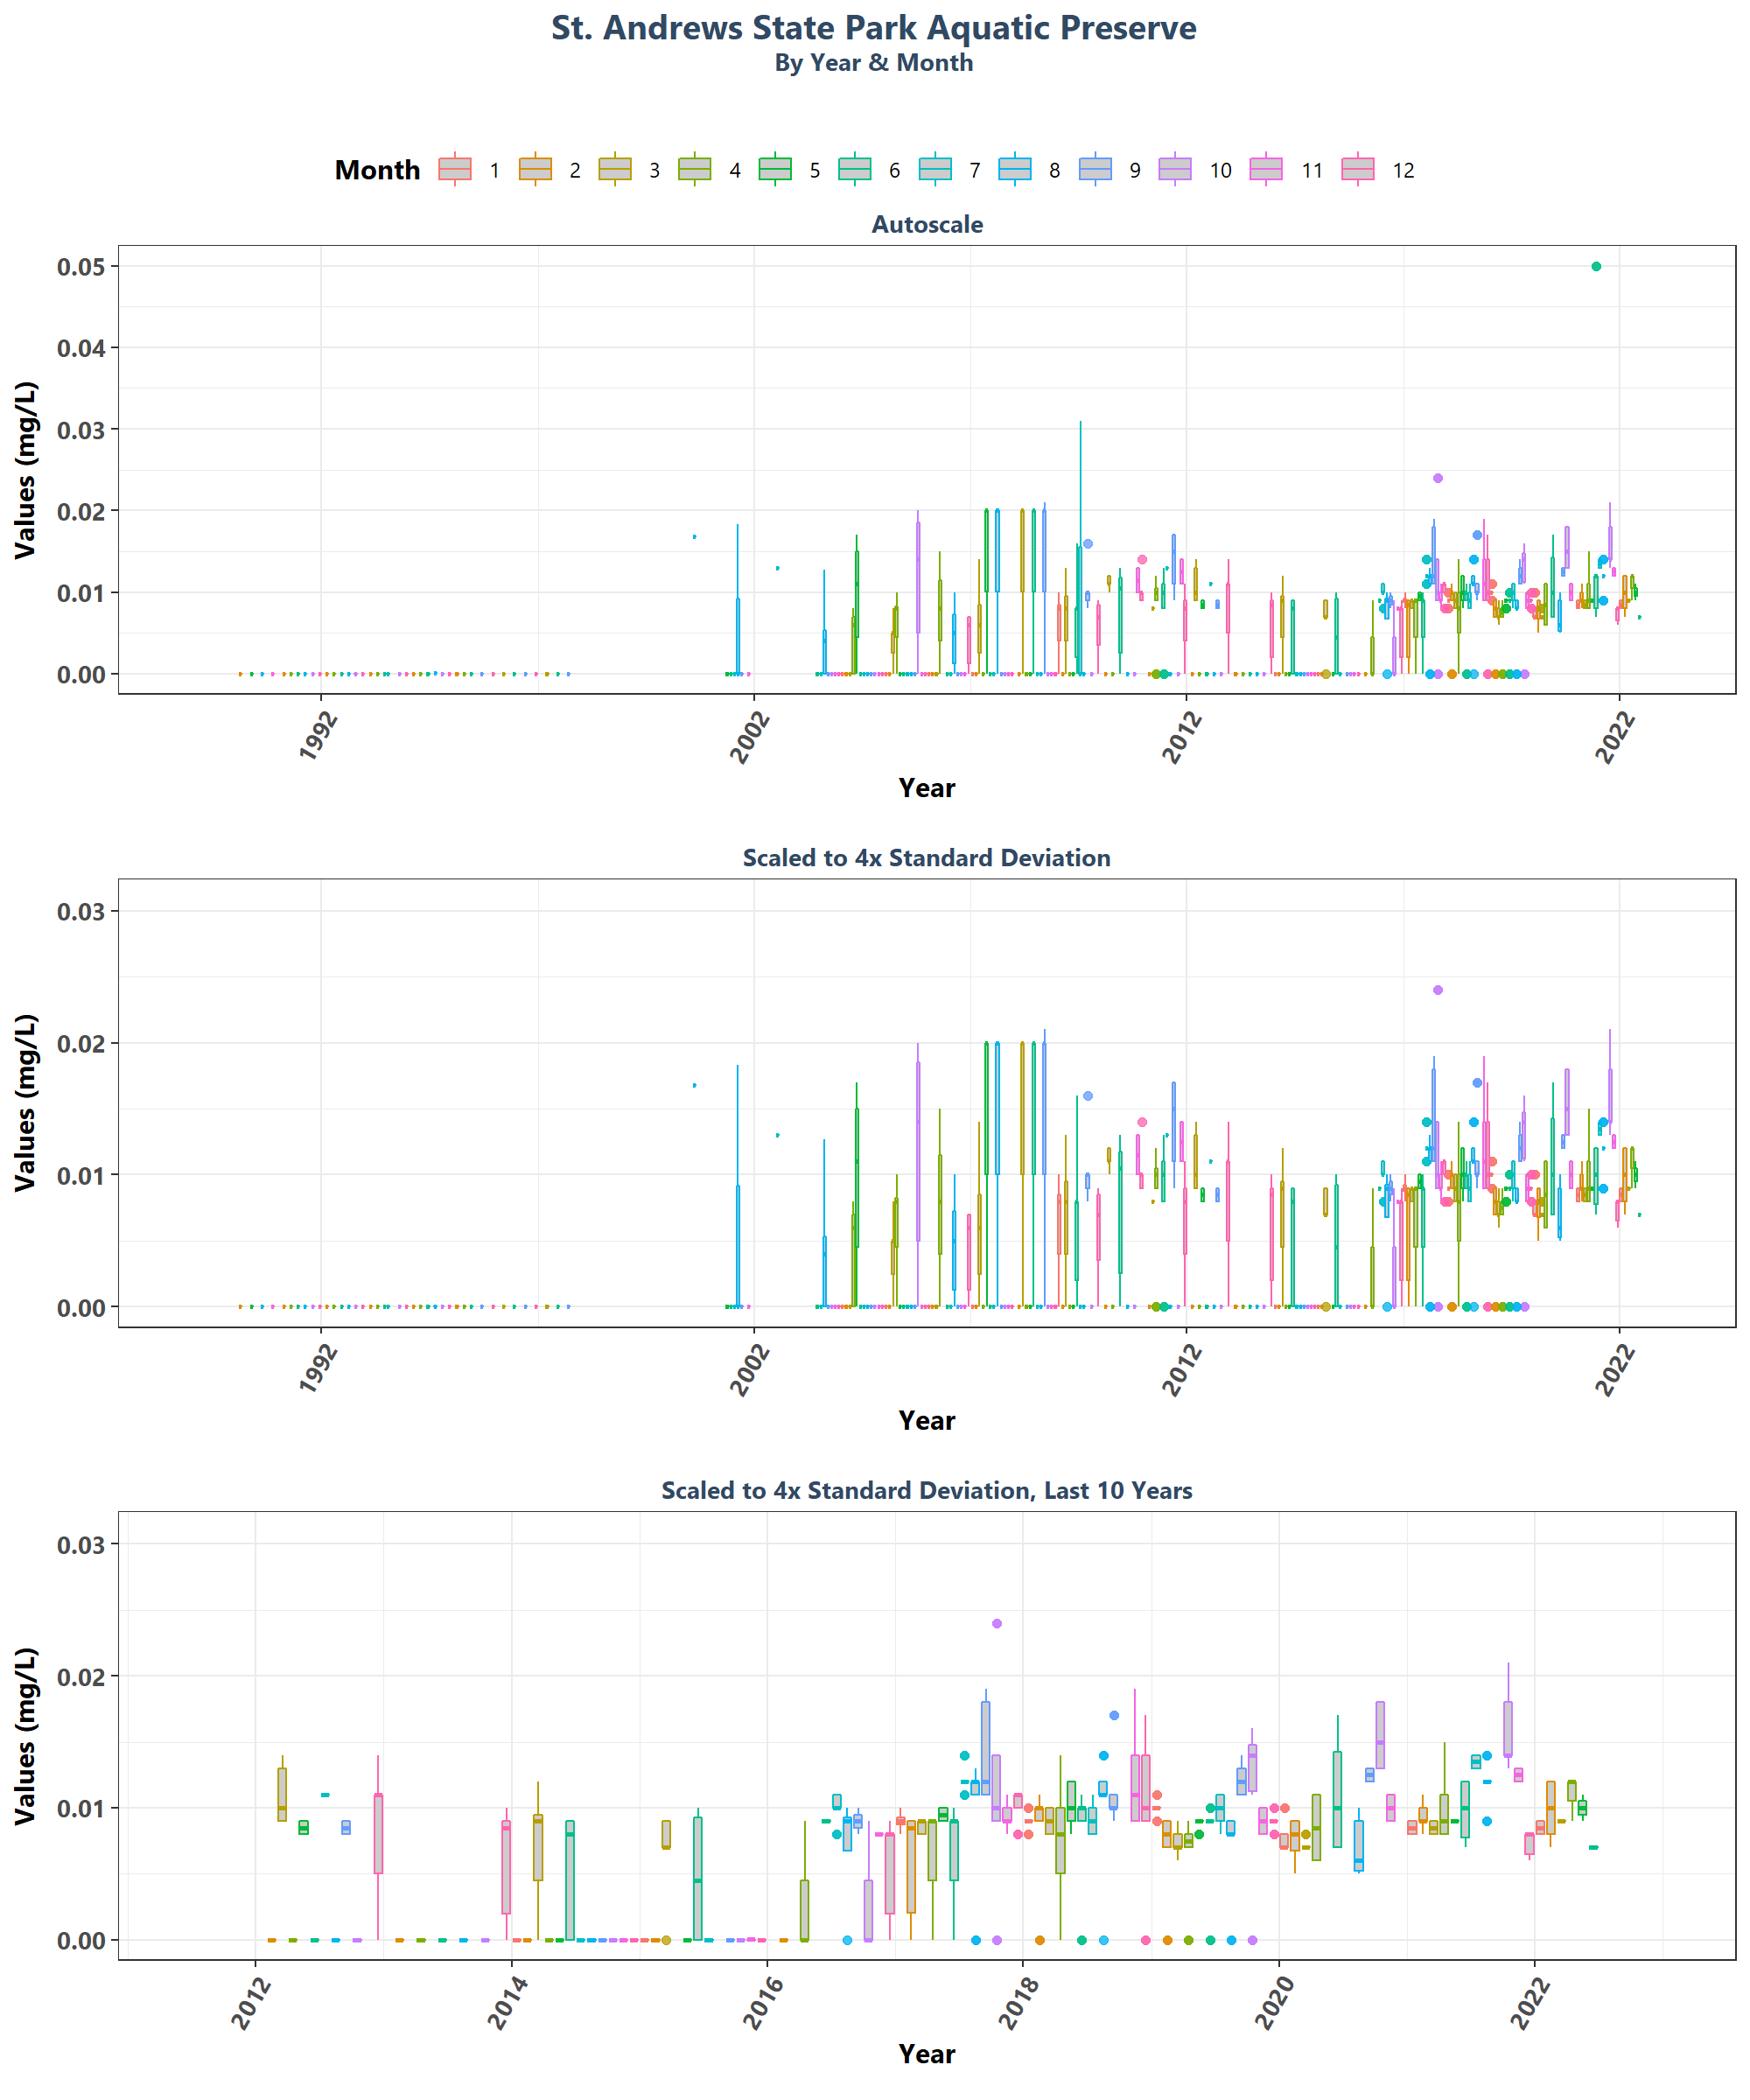 St. Andrews State Park Aquatic Preserve
By Year & Month
Month 1 2 3 4 5 6 7 8 9 10 11 12
Autoscale
Values (mg/L)
0.05
0.04
0.03
0.02
0.01
0.00
1992 2002 2012 2022
Year
Scaled to 4x Standard Deviation
Values (mg/L)
0.03
0.02
0.01
0.00
1992 2002 2012 2022
Year
Scaled to 4x Standard Deviation, Last 10 Years
Values (mg/L)
0.03
0.02
0.01
0.00
2012 2014 2016 2018 2020 2022
Year